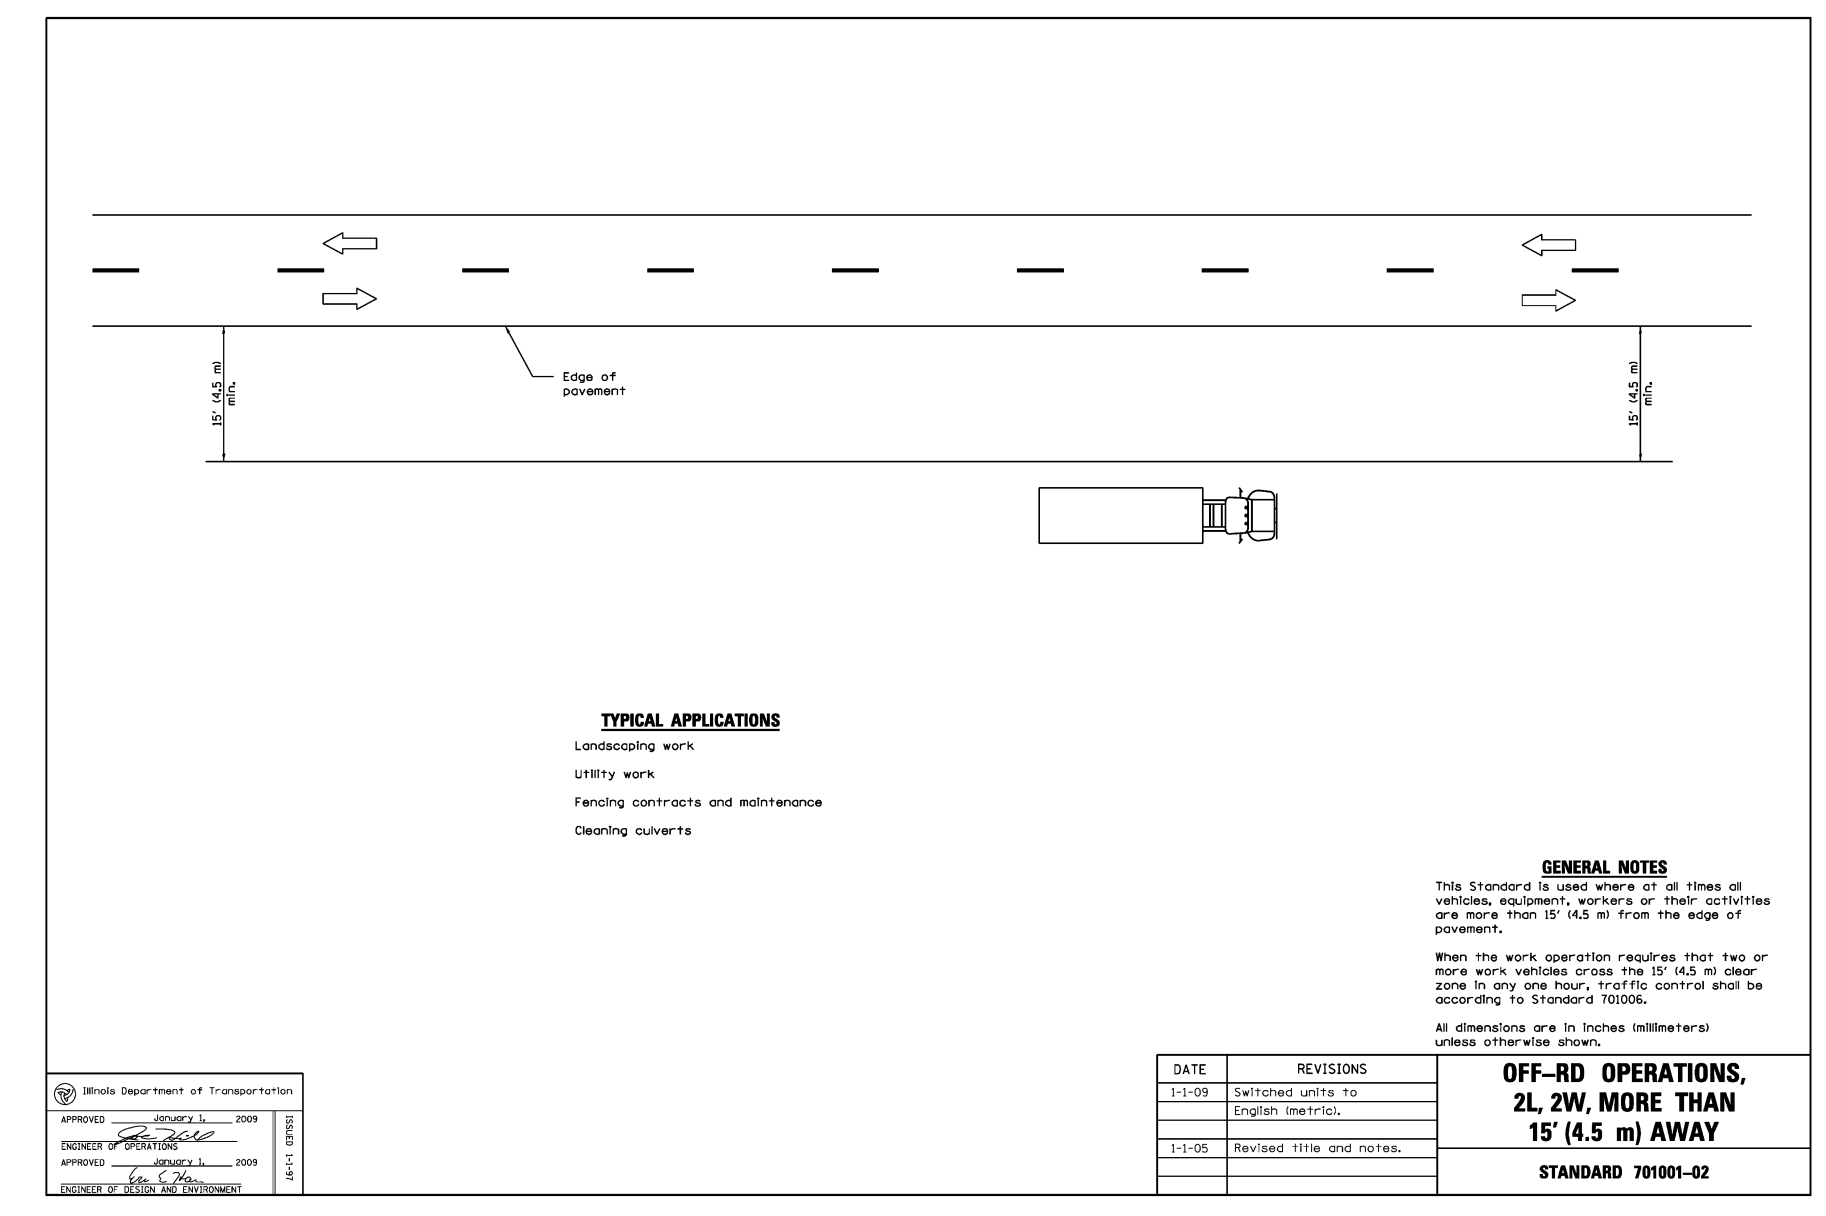 15' (4.5 m)
min.
Edge of
pavement
15' (4.5 m)
min.
TYPICAL APPLICATIONS
Landscaping work
Utility work
Fencing contracts and maintenance
Cleaning culverts
GENERAL NOTES
This Standard is used where at all times all
vehicles, equipment, workers or their activities
are more than 15' (4.5 m) from the edge of
pavement.
When the work operation requires that two or
more work vehicles cross the 15' (4.5 m) clear
zone in any one hour, traffic control shall be
according to Standard 701006.
All dimensions are in inches (millimeters)
unless otherwise shown.
Illinois Department of Transportation
APPROVED January 1, 2009
ENGINEER OF OPERATIONS
APPROVED January 1, 2009
ENGINEER OF DESIGN AND ENVIRONMENT
ISSUED 1-1-97
DATE REVISIONS
1-1-09 Switched units to
English (metric).
1-1-05 Revised title and notes.
OFF–RD OPERATIONS,
2L, 2W, MORE THAN
15' (4.5 m) AWAY
STANDARD 701001–02